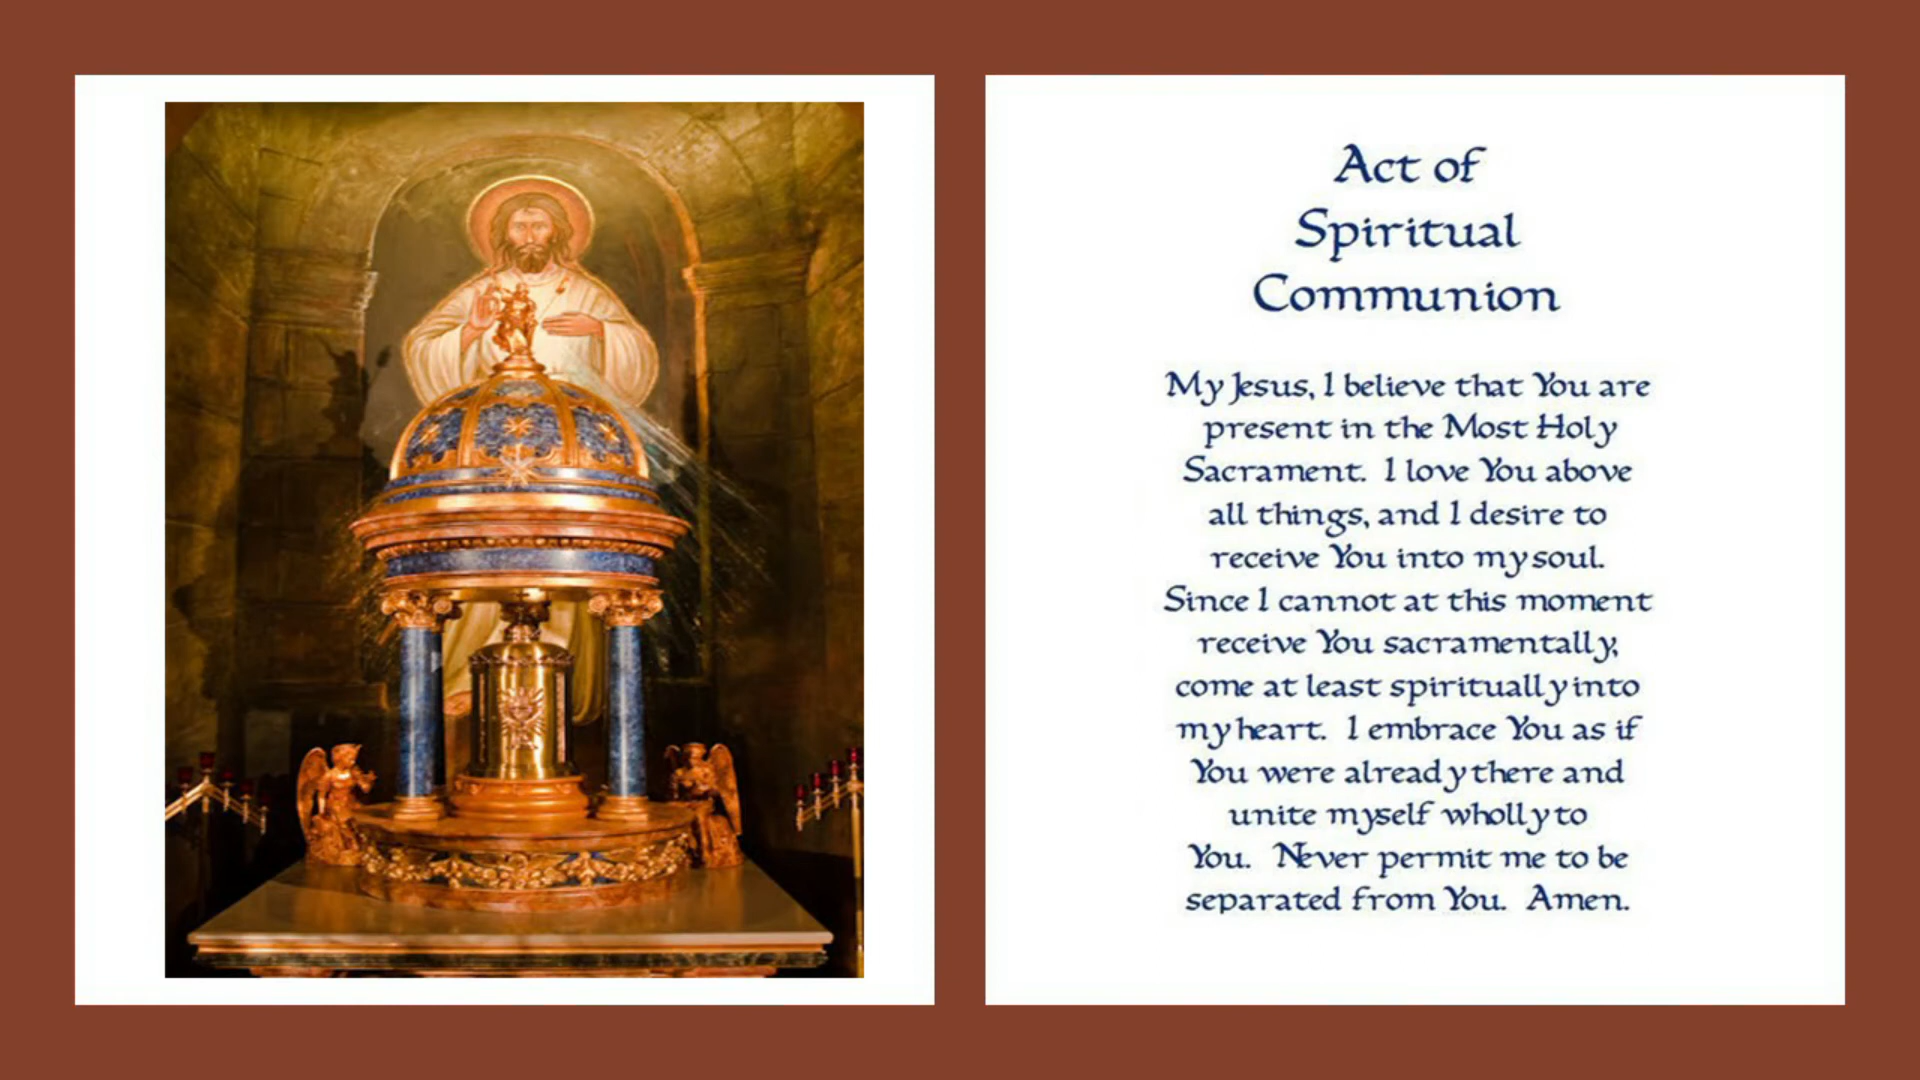 Act of
Spiritual
Communion
My Jesus, I believe that You are
present in the Most Holy
Sacrament. I love You above
all things, and I desire to
receive You into my soul.
Since I cannot at this moment
receive You sacramentally,
come at least spiritually into
my heart. I embrace You as if
You were already there and
unite myself wholly to
You. Never permit me to be
separated from You. Amen.